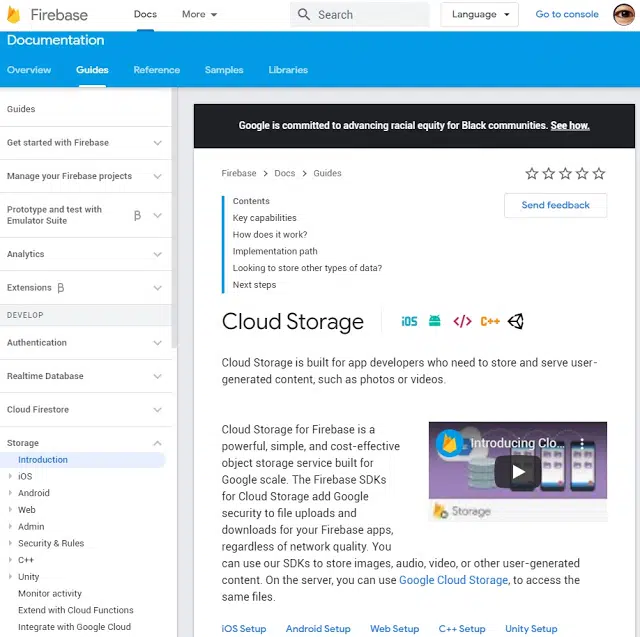 Firebase
Docs
More
Search
Language
Go to console
Documentation
Overview
Guides
Reference
Samples
Libraries
Guides
Get started with Firebase
Manage your Firebase projects
Prototype and test with
Emulator Suite
β
Analytics
Extensions β
DEVELOP
Authentication
Realtime Database
Cloud Firestore
Storage
Introduction
iOS
Android
Web
Admin
Security & Rules
C++
Unity
Monitor activity
Extend with Cloud Functions
Integrate with Google Cloud
Google is committed to advancing racial equity for Black communities. See how.
Firebase > Docs > Guides
Send feedback
Contents
Key capabilities
How does it work?
Implementation path
Looking to store other types of data?
Next steps
Cloud Storage
iOS
</>
C++
Cloud Storage is built for app developers who need to store and serve user-
generated content, such as photos or videos.
Cloud Storage for Firebase is a
powerful, simple, and cost-effective
object storage service built for
Google scale. The Firebase SDKs
for Cloud Storage add Google
security to file uploads and
downloads for your Firebase apps,
regardless of network quality. You
can use our SDKs to store images, audio, video, or other user-generated
content. On the server, you can use Google Cloud Storage, to access the
same files.
Introducing Clo...
Storage
iOS Setup
Android Setup
Web Setup
C++ Setup
Unity Setup